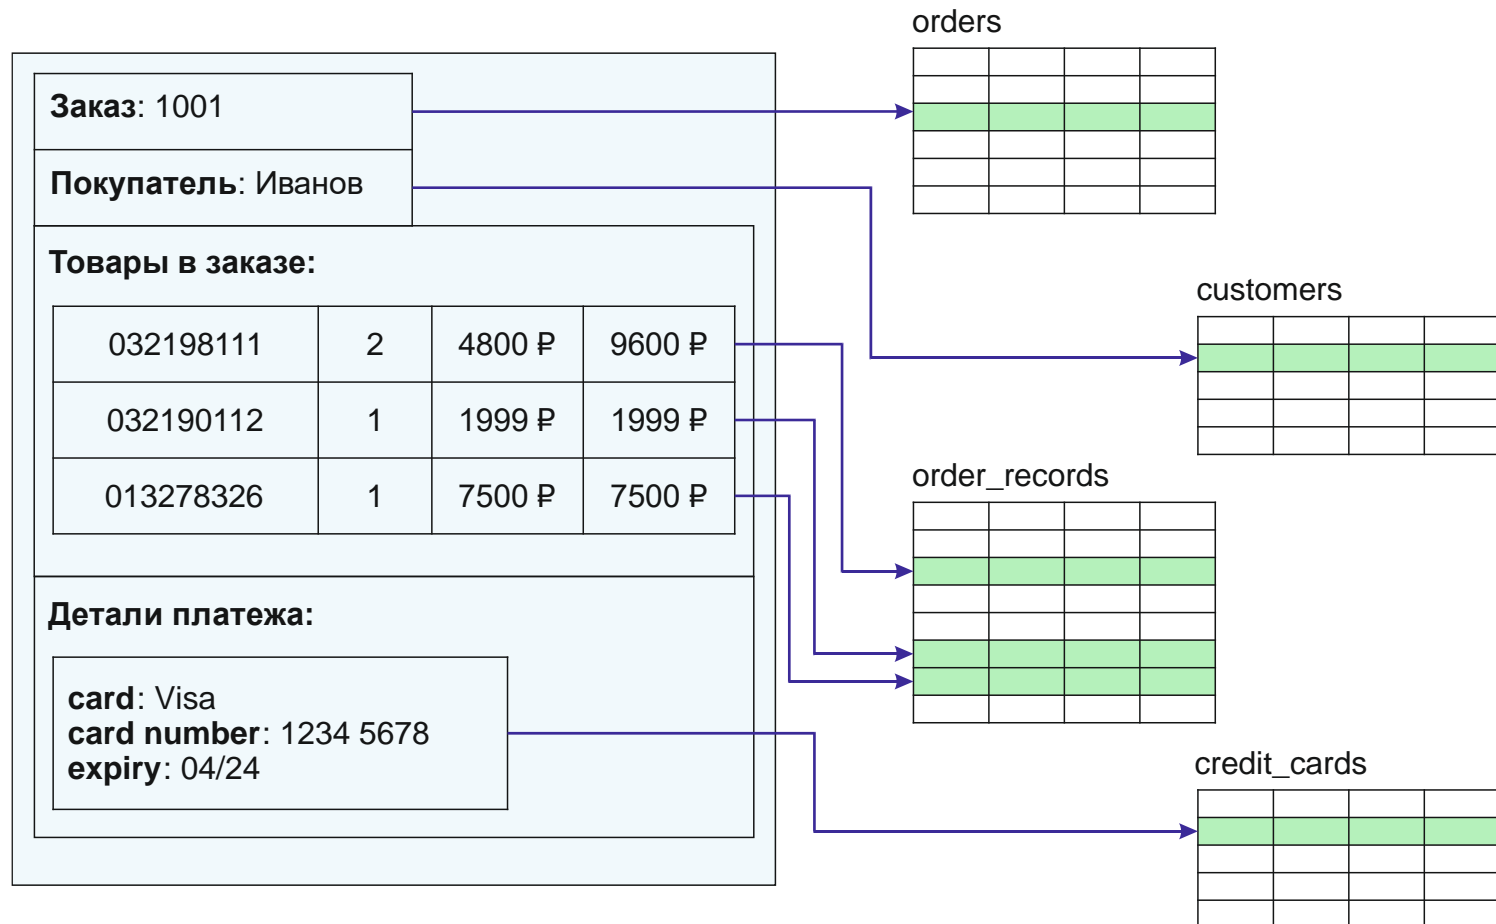 Заказ: 1001
Покупатель: Иванов
Товары в заказе:
032198111 2 4800 ₽ 9600 ₽
032190112 1 1999 ₽ 1999 ₽
013278326 1 7500 ₽ 7500 ₽
Детали платежа:
card: Visa
card number: 1234 5678
expiry: 04/24
orders
customers
order_records
credit_cards